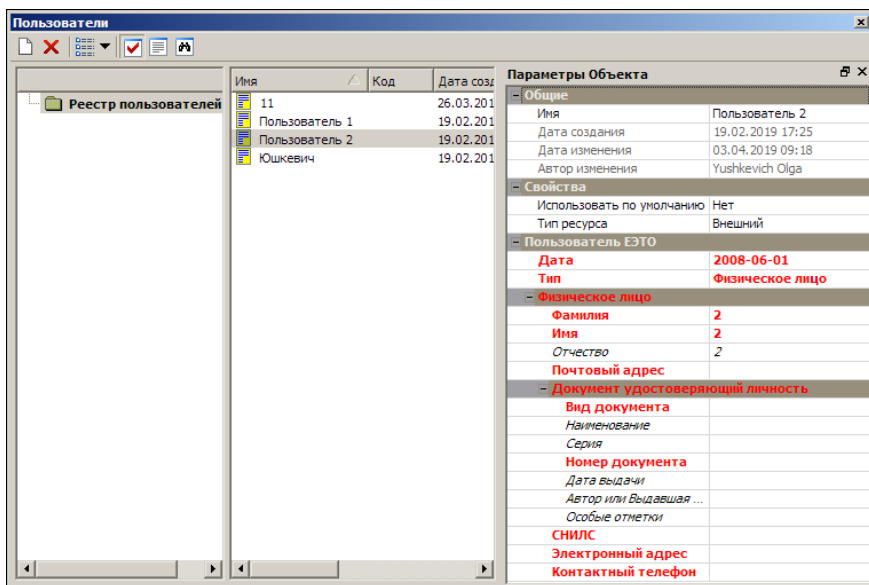 Пользователи
Реестр пользователей
Имя Код Дата созд
11 26.03.201
Пользователь 1 19.02.201
Пользователь 2 19.02.201
Юшкевич 19.02.201
Параметры Объекта
Общие
Имя Пользователь 2
Дата создания 19.02.2019 17:25
Дата изменения 03.04.2019 09:18
Автор изменения Yushkevich Olga
Свойства
Использовать по умолчанию Нет
Тип ресурса Внешний
Пользователь ЕЭТО
Дата 2008-06-01
Тип Физическое лицо
Физическое лицо
Фамилия 2
Имя 2
Отчество 2
Почтовый адрес
Документ удостоверяющий личность
Вид документа
Наименование
Серия
Номер документа
Дата выдачи
Автор или Выдавшая ...
Особые отметки
СНИЛС
Электронный адрес
Контактный телефон